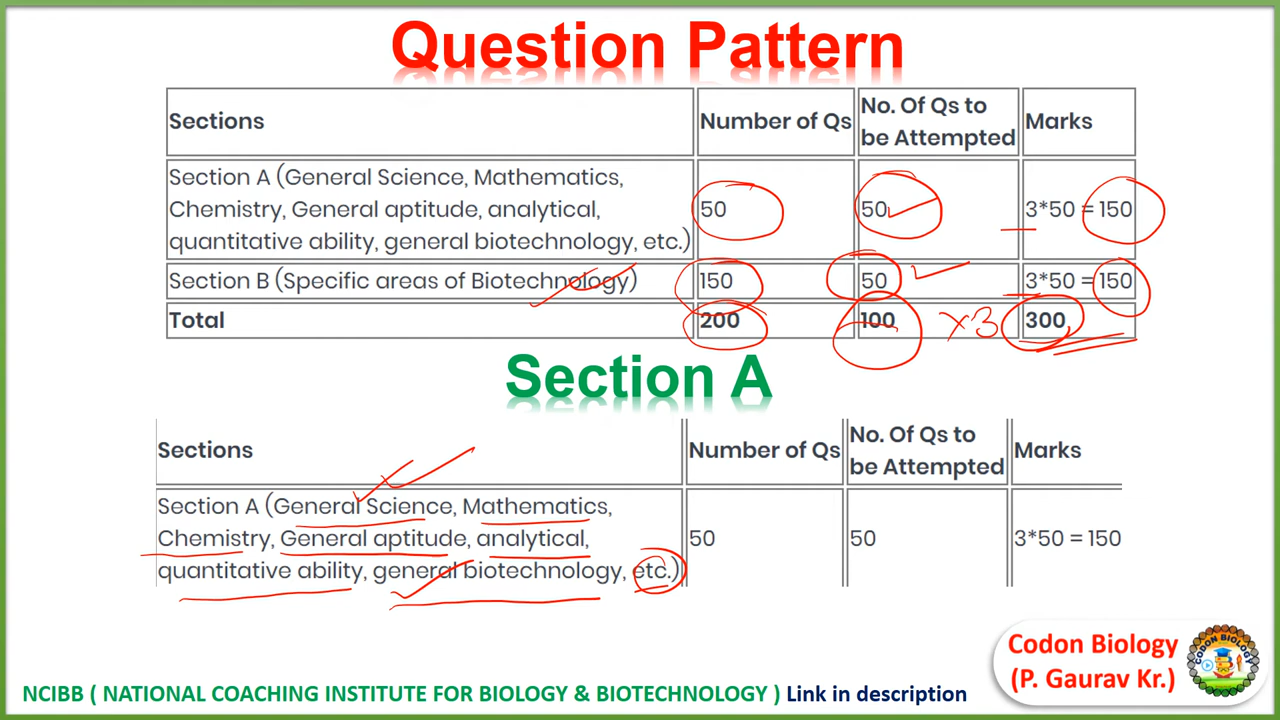 Question Pattern
Sections Number of Qs No. Of Qs to be Attempted Marks
Section A (General Science, Mathematics,
Chemistry, General aptitude, analytical,
quantitative ability, general biotechnology, etc.) 50 50 3*50 = 150
Section B (Specific areas of Biotechnology) 150 50 3*50 = 150
Total 200 100 X3 300
Section A
Sections Number of Qs No. Of Qs to be Attempted Marks
Section A (General Science, Mathematics,
Chemistry, General aptitude, analytical,
quantitative ability, general biotechnology, etc.) 50 50 3*50 = 150
Codon Biology
(P. Gaurav Kr.)
CODON BIOLOGY
NCIBB ( NATIONAL COACHING INSTITUTE FOR BIOLOGY & BIOTECHNOLOGY ) Link in description